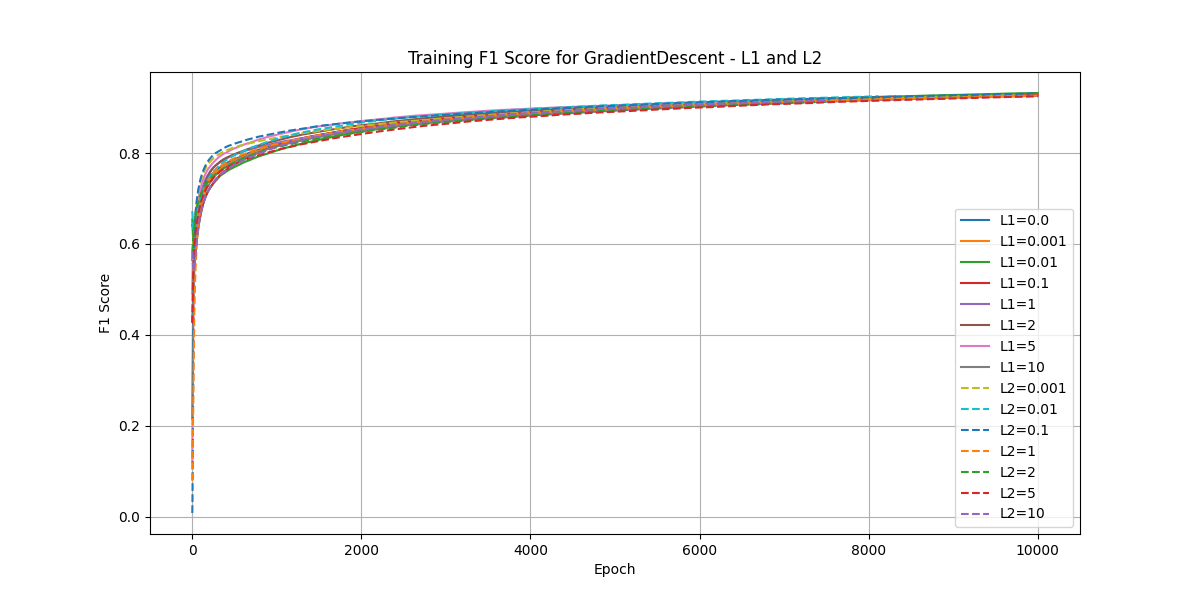 Training F1 Score for GradientDescent - L1 and L2
F1 Score
0.8
0.6
0.4
0.2
0.0
L1=0.0
L1=0.001
L1=0.01
L1=0.1
L1=1
L1=2
L1=5
L1=10
L2=0.001
L2=0.01
L2=0.1
L2=1
L2=2
L2=5
L2=10
0 2000 4000 6000 8000 10000
Epoch